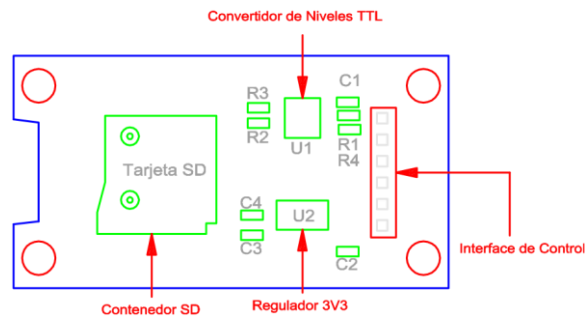 Convertidor de Niveles TTL
R3
C1
R2
U1
R1
R4
Tarjeta SD
C4
U2
C3
C2
Interface de Control
Contenedor SD
Regulador 3V3